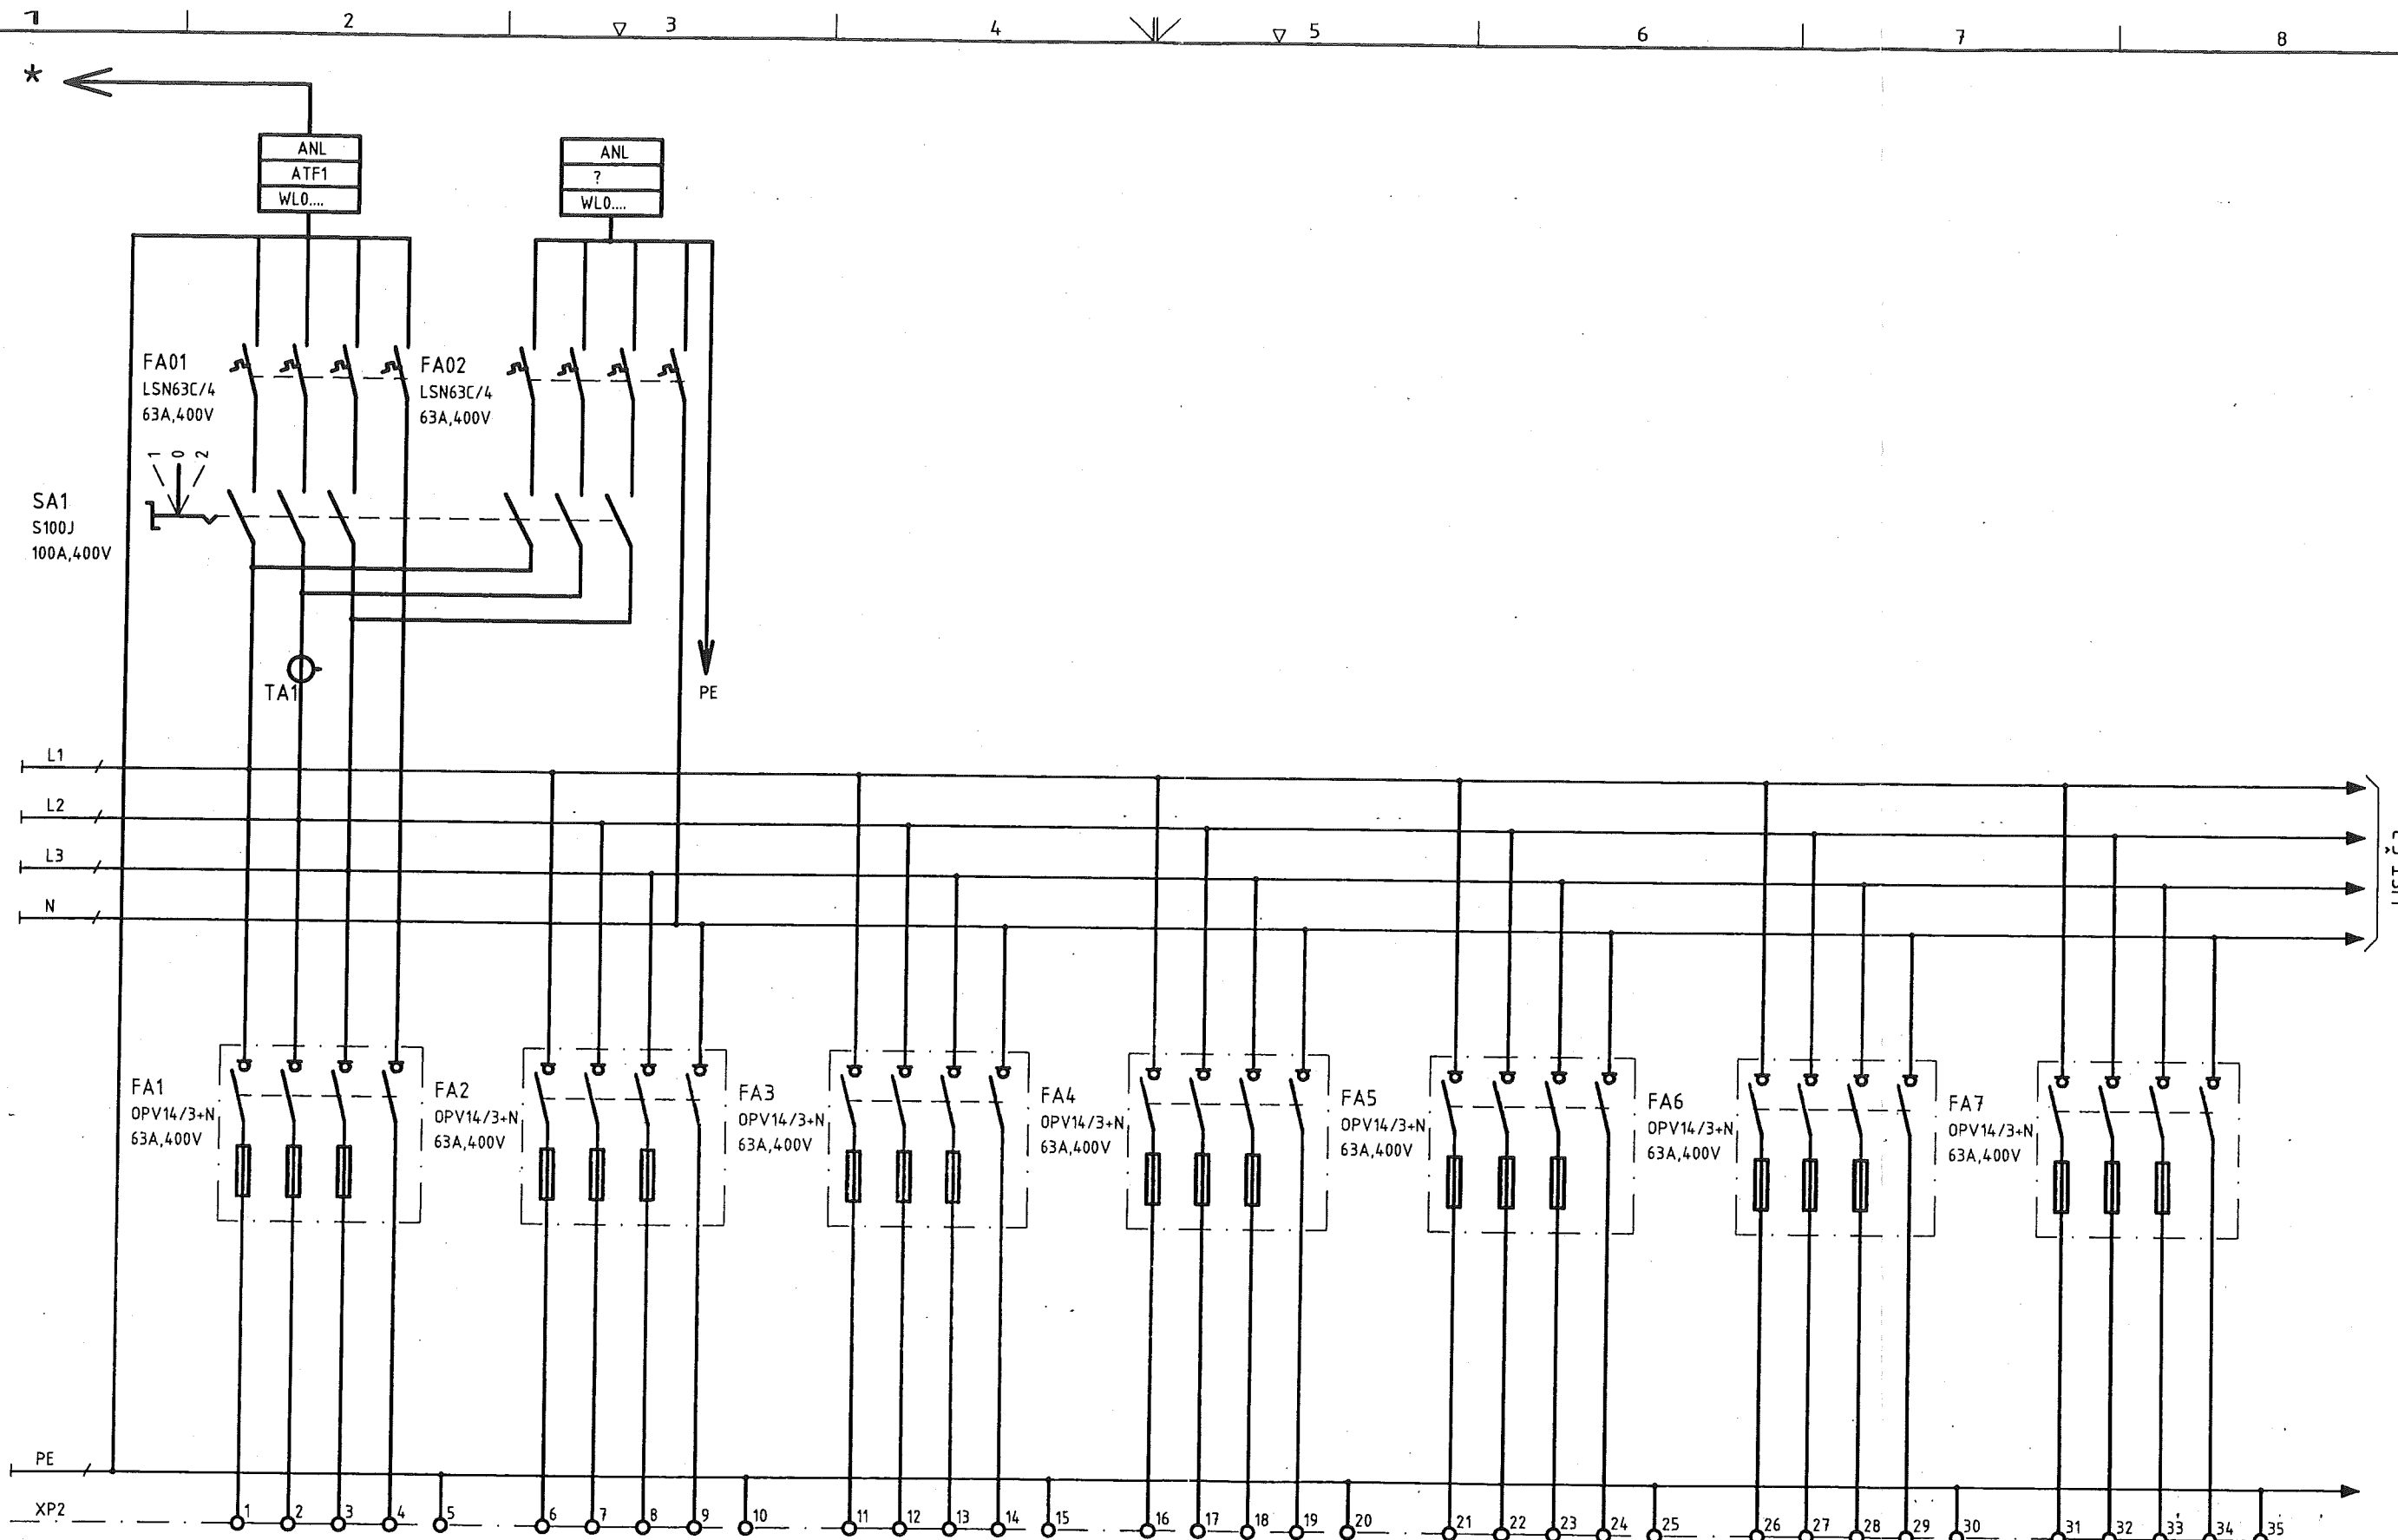 2
3
4
5
6
7
8
*
ANL
ATF1
WL0....
ANL
?
WL0....
FA01
LSN63C/4
63A,400V
FA02
LSN63C/4
63A,400V
1 0 2
SA1
S100J
100A,400V
TA1
PE
L1
L2
L3
N
FA1
OPV14/3+N
63A,400V
FA2
OPV14/3+N
63A,400V
FA3
OPV14/3+N
63A,400V
FA4
OPV14/3+N
63A,400V
FA5
OPV14/3+N
63A,400V
FA6
OPV14/3+N
63A,400V
FA7
OPV14/3+N
63A,400V
PE
XP2
1 2 3 4 5 6 7 8 9 10 11 12 13 14 15 16 17 18 19 20 21 22 23 24 25 26 27 28 29 30 31 32 33 34 35